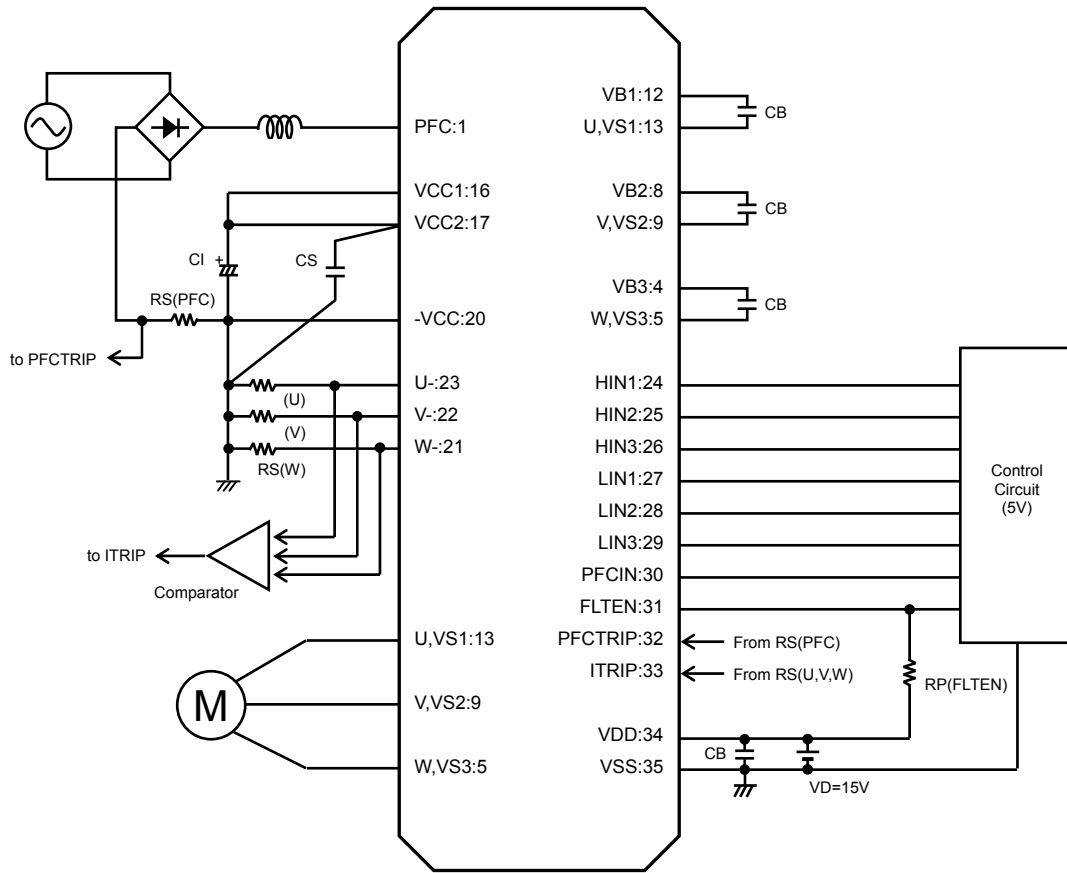 VB1:12
CB
PFC:1
U,VS1:13
VCC1:16
VB2:8
CB
VCC2:17
V,VS2:9
CI
+
CS
VB3:4
CB
RS(PFC)
-VCC:20
W,VS3:5
to PFCTRIP
U-:23
HIN1:24
(U)
V-:22
HIN2:25
(V)
W-:21
HIN3:26
RS(W)
LIN1:27
Control
Circuit
(5V)
LIN2:28
to ITRIP
LIN3:29
Comparator
PFCIN:30
FLTEN:31
U,VS1:13
PFCTRIP:32
From RS(PFC)
ITRIP:33
From RS(U,V,W)
RP(FLTEN)
M
V,VS2:9
VDD:34
CB
W,VS3:5
VSS:35
VD=15V